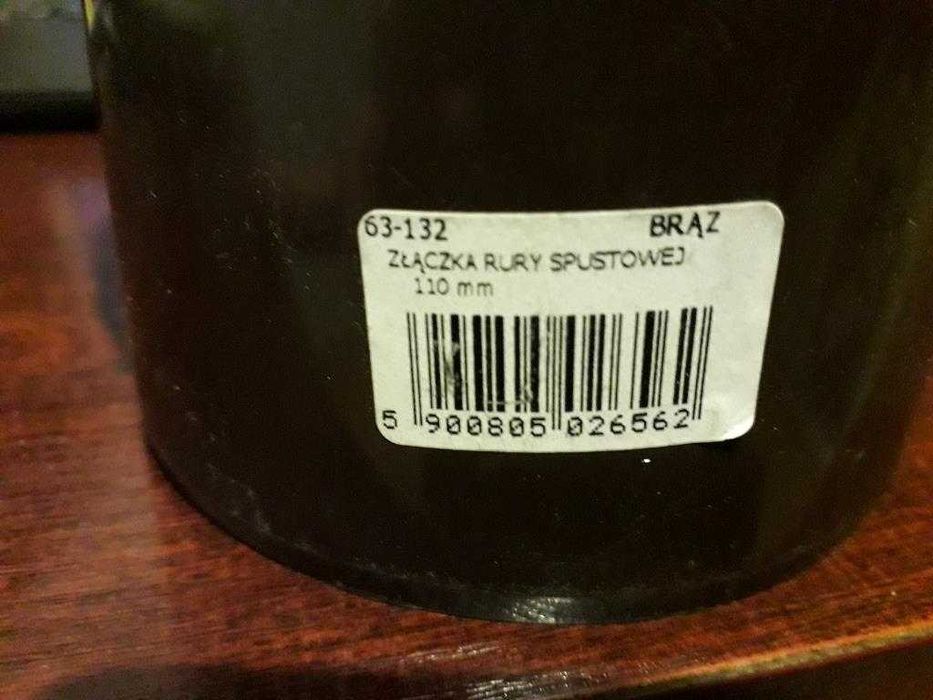 63-132 BRĄZ
ZŁĄCZKA RURY SPUSTOWEJ
110 mm
5 900805 026562